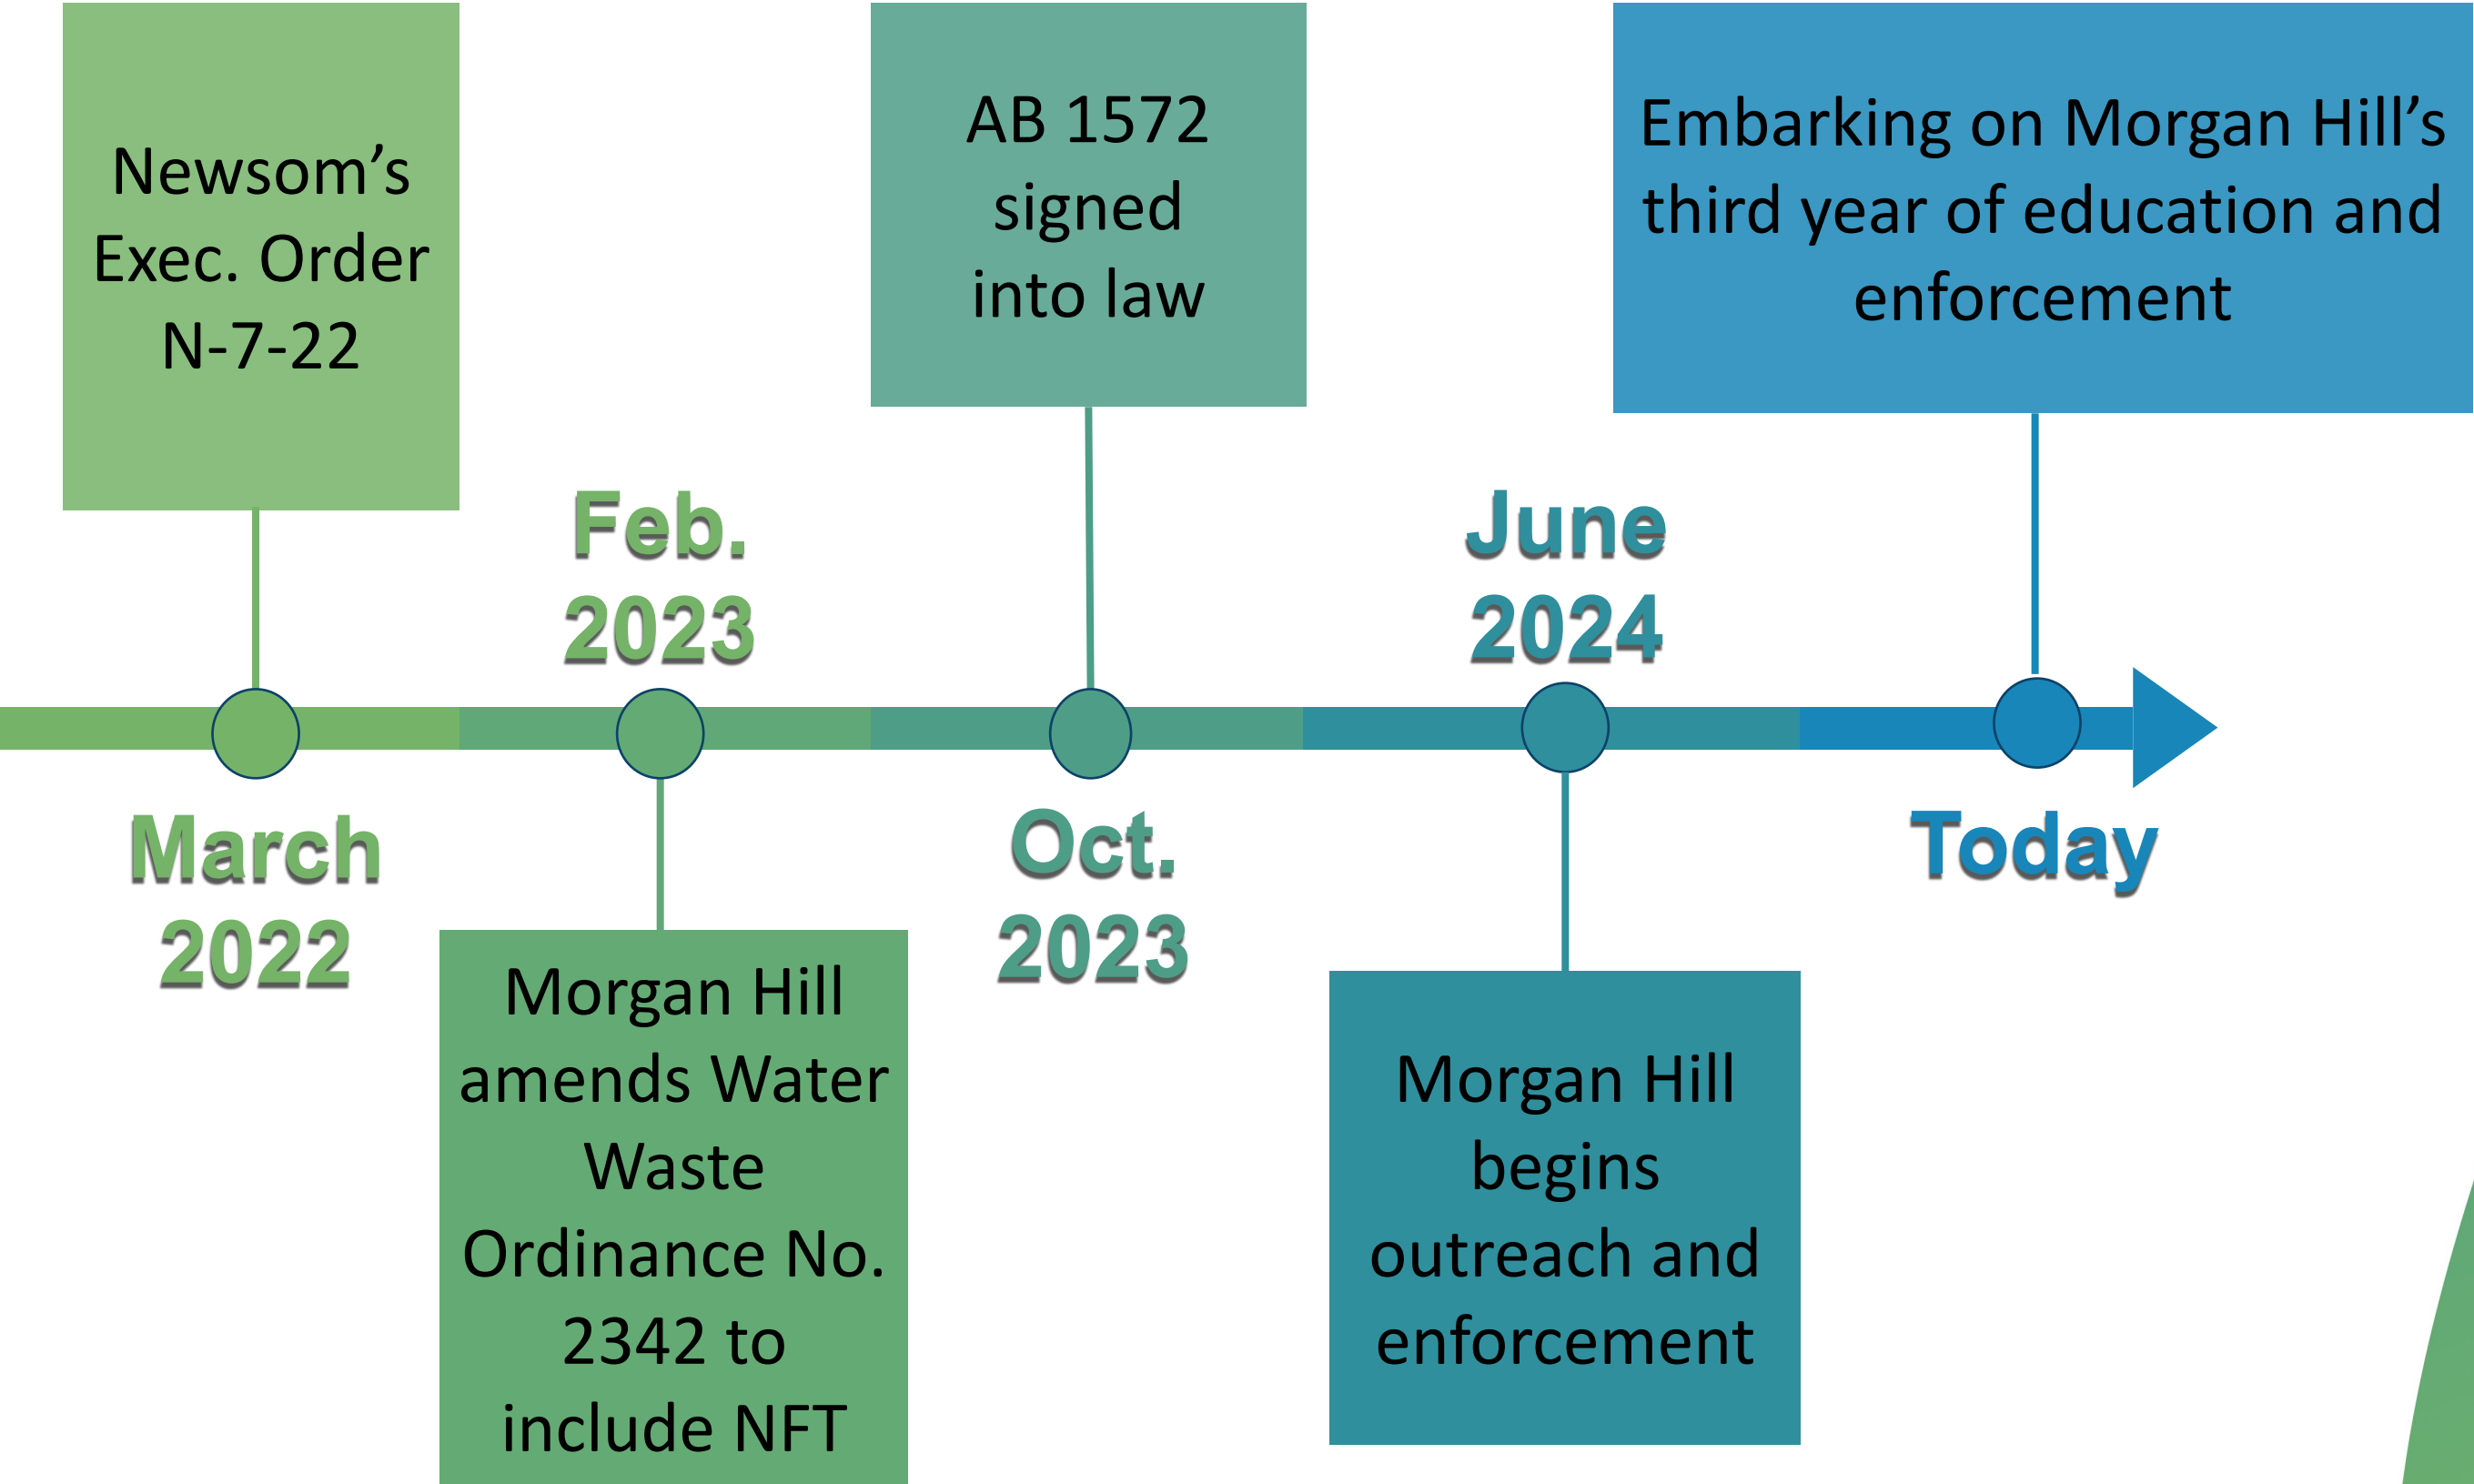 Newsom’s
Exec. Order
N-7-22
March
2022
Feb.
2023
Morgan Hill
amends Water
Waste
Ordinance No.
2342 to
include NFT
AB 1572
signed
into law
Oct.
2023
June
2024
Morgan Hill
begins
outreach and
enforcement
Embarking on Morgan Hill’s
third year of education and
enforcement
Today